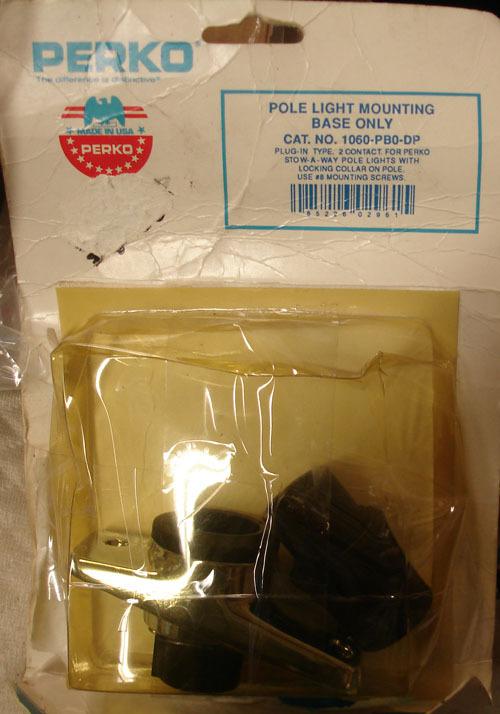 PERKO®
The difference is distinctive®
MADE IN USA
PERKO
POLE LIGHT MOUNTING
BASE ONLY
CAT. NO. 1060-PB0-DP
PLUG-IN TYPE. 2 CONTACT. FOR PERKO
STOW-A-WAY POLE LIGHTS WITH
LOCKING COLLAR ON POLE.
USE #8 MOUNTING SCREWS.
85226 02961